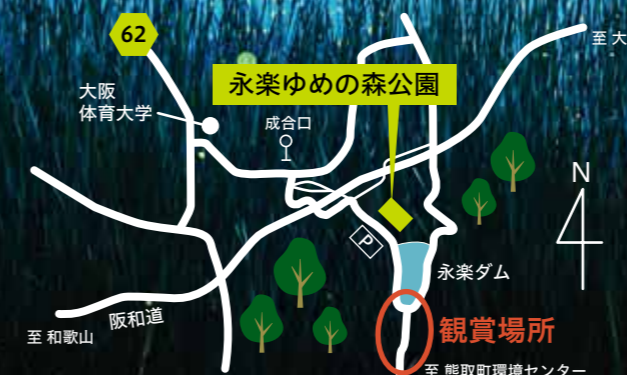 62
至 大
大阪
体育大学
永楽ゆめの森公園
成合口
N
P
永楽ダム
観賞場所
阪和道
至 和歌山
至 熊取町環境センター